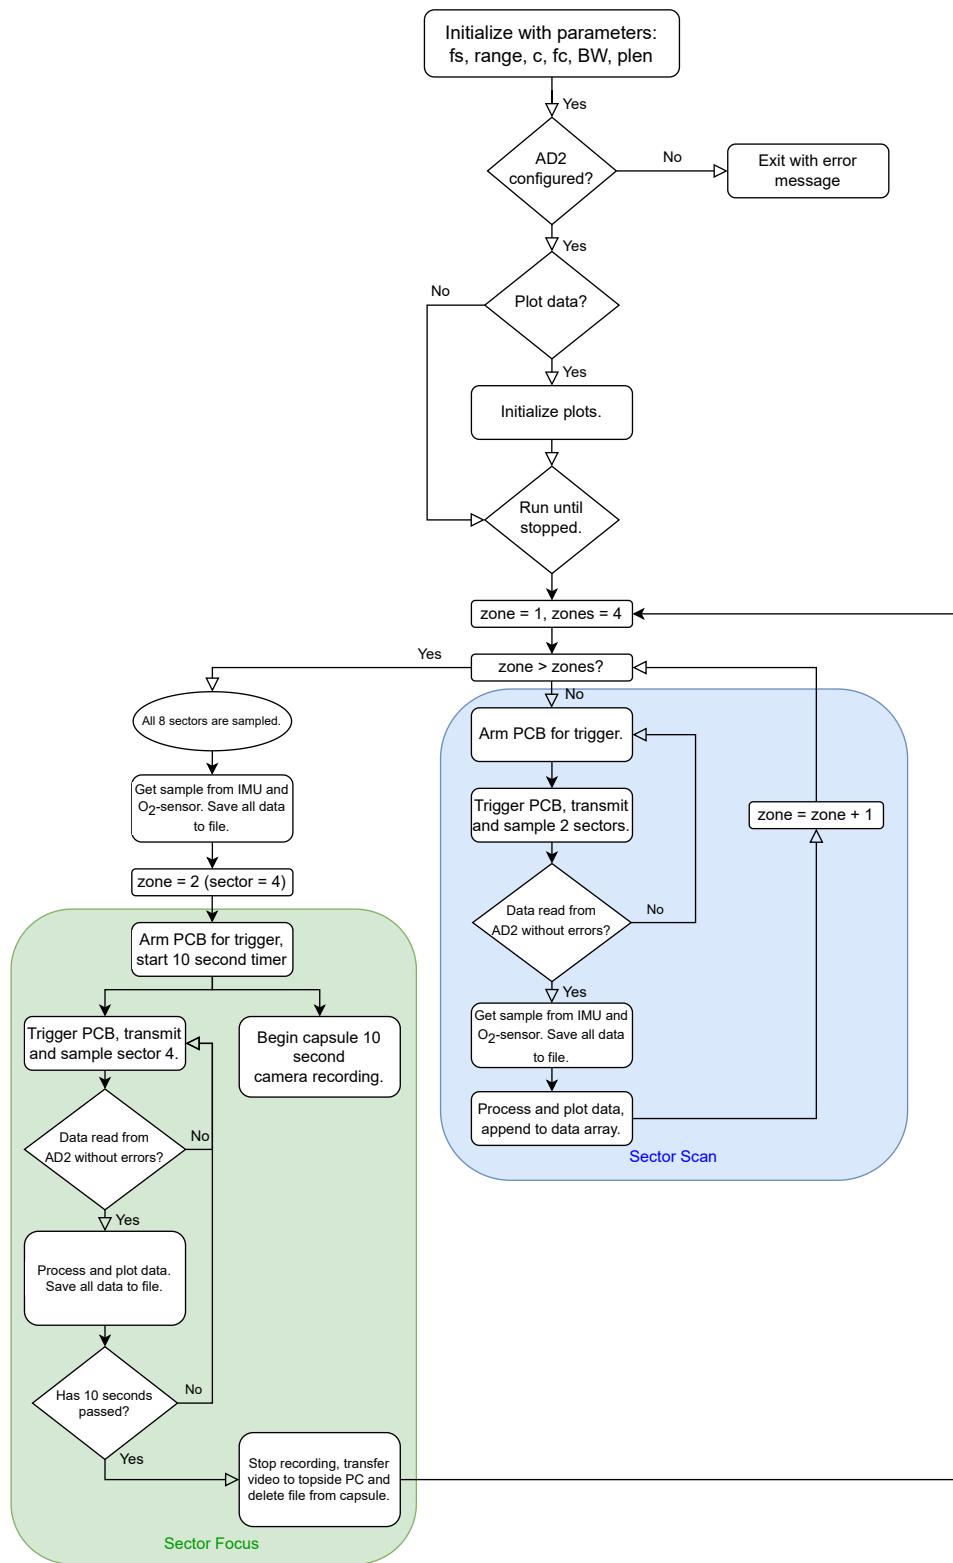 Initialize with parameters:
fs, range, c, fc, BW, plen
Yes
AD2
configured?
No
Exit with error
message
Yes
Plot data?
No
Yes
Initialize plots.
Run until
stopped.
zone = 1, zones = 4
zone > zones?
Yes
No
All 8 sectors are sampled.
Get sample from IMU and
O2-sensor. Save all data
to file.
zone = 2 (sector = 4)
Arm PCB for trigger,
start 10 second timer
Trigger PCB, transmit
and sample sector 4.
Begin capsule 10
second
camera recording.
Data read from
AD2 without errors?
No
Yes
Process and plot data.
Save all data to file.
Has 10 seconds
passed?
No
Yes
Stop recording, transfer
video to topside PC and
delete file from capsule.
Sector Focus
Arm PCB for trigger.
Trigger PCB, transmit
and sample 2 sectors.
Data read from
AD2 without errors?
No
Yes
Get sample from IMU and
O2-sensor. Save all data
to file.
Process and plot data,
append to data array.
zone = zone + 1
Sector Scan